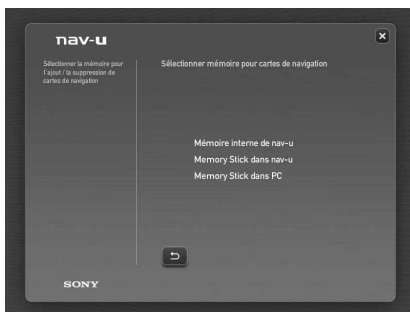 nav-u
Sélectionner la mémoire pour
l'ajout / la suppression de
cartes de navigation
Sélectionner mémoire pour cartes de navigation
Mémoire interne de nav-u
Memory Stick dans nav-u
Memory Stick dans PC
SONY